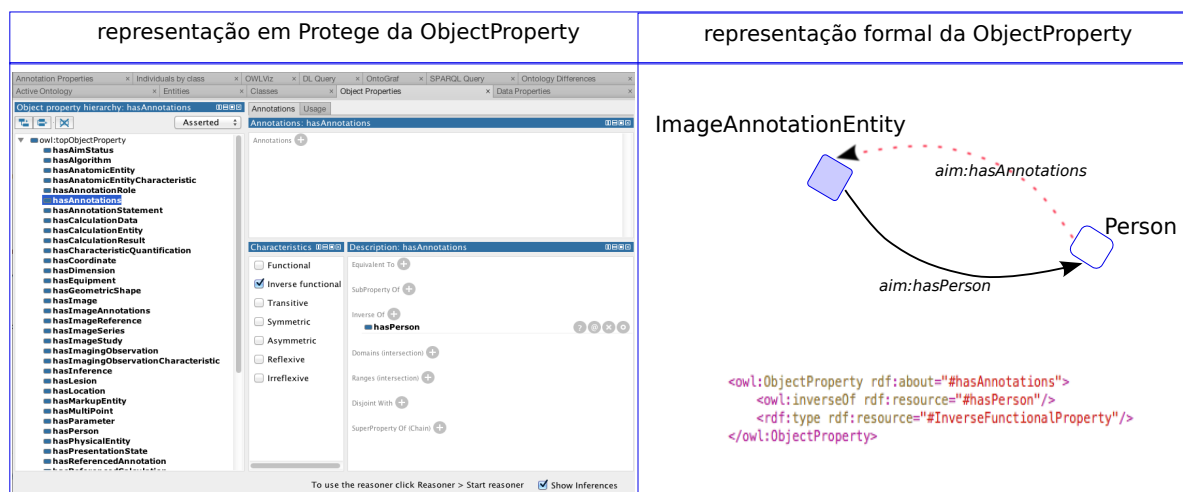 representação em Protege da ObjectProperty
representação formal da ObjectProperty
Annotation Properties × Individuals by class × OWLViz × DL Query × OntoGraf × SPARQL Query × Ontology Differences ×
Active Ontology × Entities × Classes × Object Properties × Data Properties ×
Object property hierarchy: hasAnnotations
Asserted
owl:topObjectProperty
hasAimStatus
hasAlgorithm
hasAnatomicEntity
hasAnatomicEntityCharacteristic
hasAnnotationRole
hasAnnotations
hasAnnotationStatement
hasCalculationData
hasCalculationEntity
hasCalculationResult
hasCharacteristicQuantification
hasCoordinate
hasDimension
hasEquipment
hasGeometricShape
hasImage
hasImageAnnotations
hasImageReference
hasImageSeries
hasImageStudy
hasImagingObservation
hasImagingObservationCharacteristic
hasInference
hasLesion
hasLocation
hasMarkupEntity
hasMultiPoint
hasParameter
hasPerson
hasPhysicalEntity
hasPresentationState
hasReferencedAnnotation
hasReferencedCalculation
Annotations Usage
Annotations: hasAnnotations
Annotations
Characteristics
Functional
Inverse functional
Transitive
Symmetric
Asymmetric
Reflexive
Irreflexive
Description: hasAnnotations
Equivalent To
SubProperty Of
Inverse Of
hasPerson
Domains (intersection)
Ranges (intersection)
Disjoint With
SuperProperty Of (Chain)
To use the reasoner click Reasoner > Start reasoner Show Inferences
ImageAnnotationEntity
aim:hasAnnotations
Person
aim:hasPerson
<owl:ObjectProperty rdf:about="#hasAnnotations">
<owl:inverseOf rdf:resource="#hasPerson"/>
<rdf:type rdf:resource="#InverseFunctionalProperty"/>
</owl:ObjectProperty>